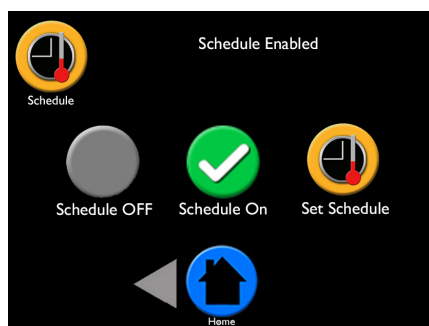 Schedule Enabled
Schedule
Schedule OFF
Schedule On
Set Schedule
Home